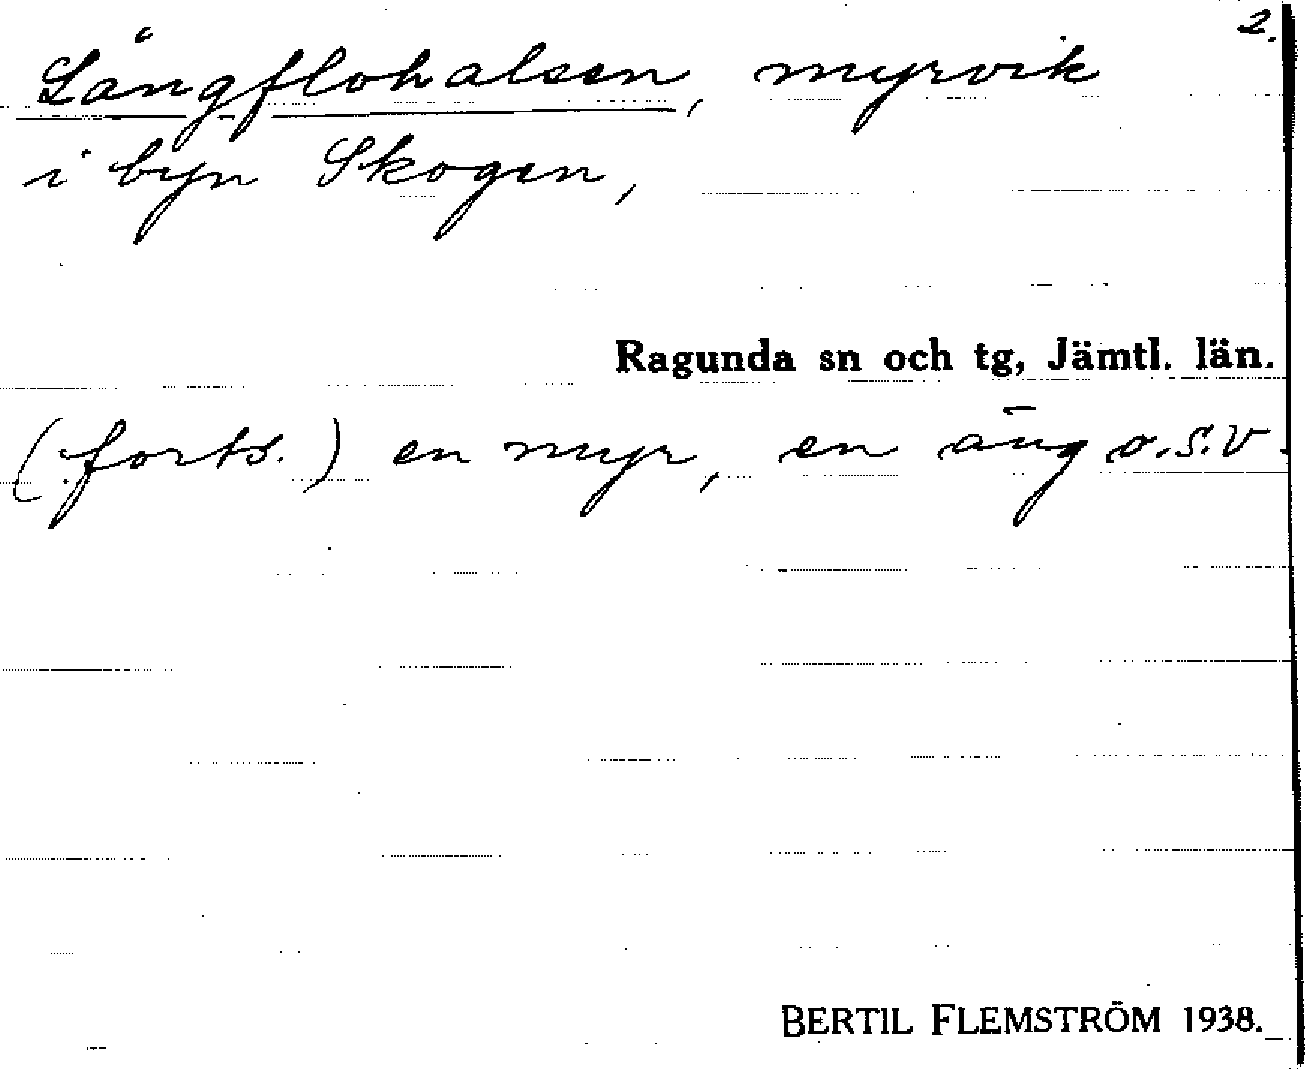 2.
Långflohalsen, myrvik
i byn Skogen,
Ragunda sn och tg, Jämtl. län.
(forts.) en myr, en äng o.s.v.
BERTIL FLEMSTRÖM 1938.